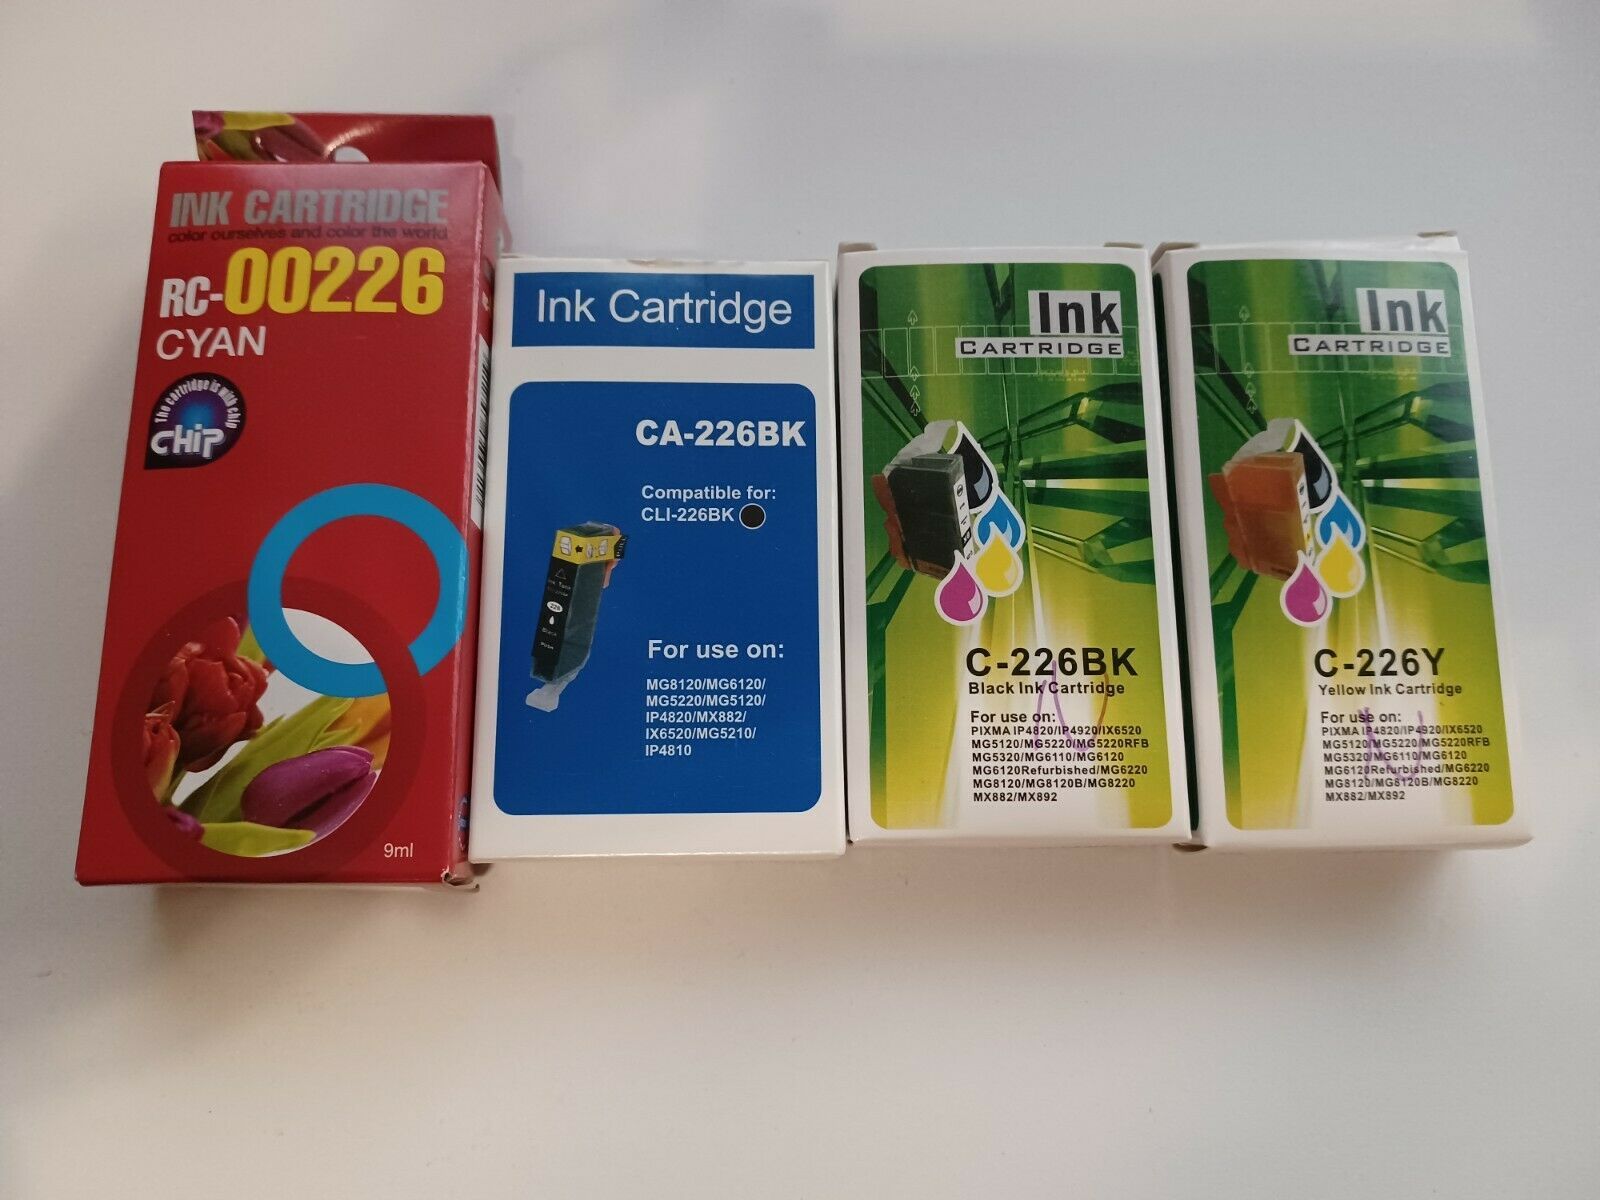 INK CARTRIDGE
color ourselves and color the world
RC-00226
CYAN
The cartridge is with chip
CHIP
9ml
Ink Cartridge
CA-226BK
Compatible for:
CLI-226BK
226
Black
For use on:
MG8120/MG6120/
MG5220/MG5120/
IP4820/MX882/
IX6520/MG5210/
IP4810
Ink
CARTRIDGE
C-226BK
Black Ink Cartridge
For use on:
PIXMA IP4820/IP4920/IX6520
MG5120/MG5220/MG5220RFB
MG5320/MG6110/MG6120
MG6120Refurbished/MG6220
MG8120/MG8120B/MG8220
MX882/MX892
Ink
CARTRIDGE
C-226Y
Yellow Ink Cartridge
For use on:
PIXMA IP4820/IP4920/IX6520
MG5120/MG5220/MG5220RFB
MG5320/MG6110/MG6120
MG6120Refurbished/MG6220
MG8120/MG8120B/MG8220
MX882/MX892